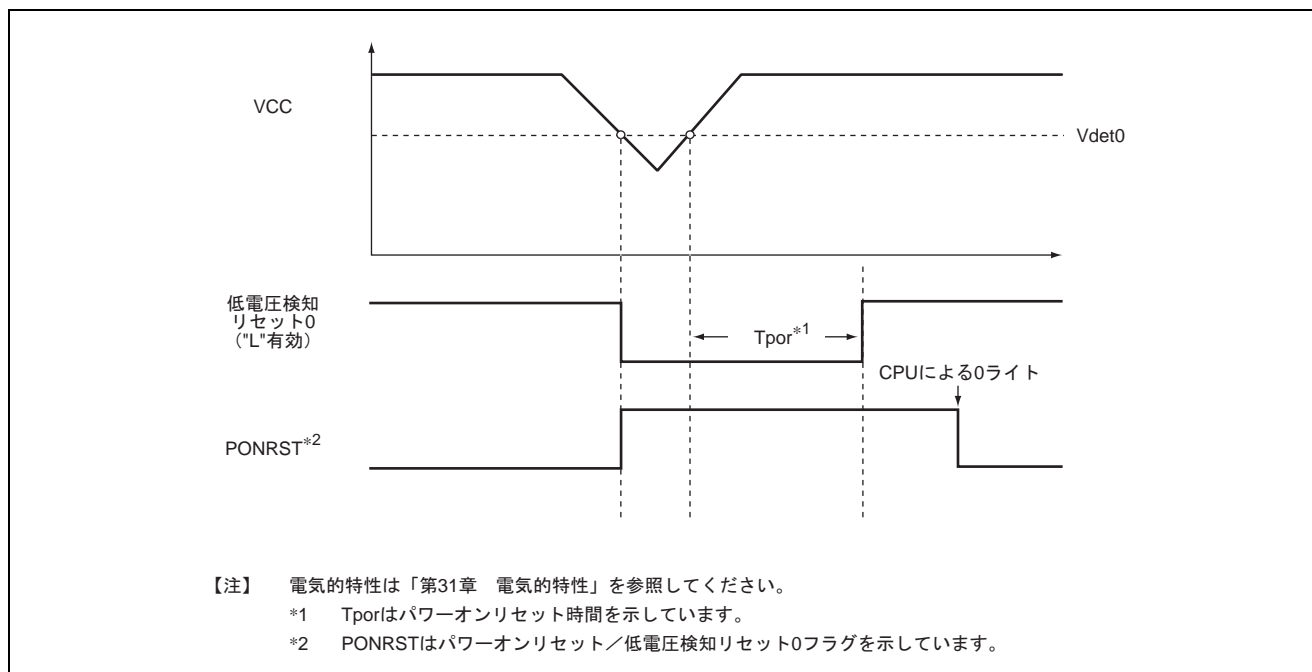 VCC
Vdet0
低電圧検知
リセット0
("L"有効)
Tpor*1
CPUによる0ライト
PONRST*2
【注】 電気的特性は「第31章 電気的特性」を参照してください。
*1 Tporはパワーオンリセット時間を示しています。
*2 PONRSTはパワーオンリセット／低電圧検知リセット0フラグを示しています。